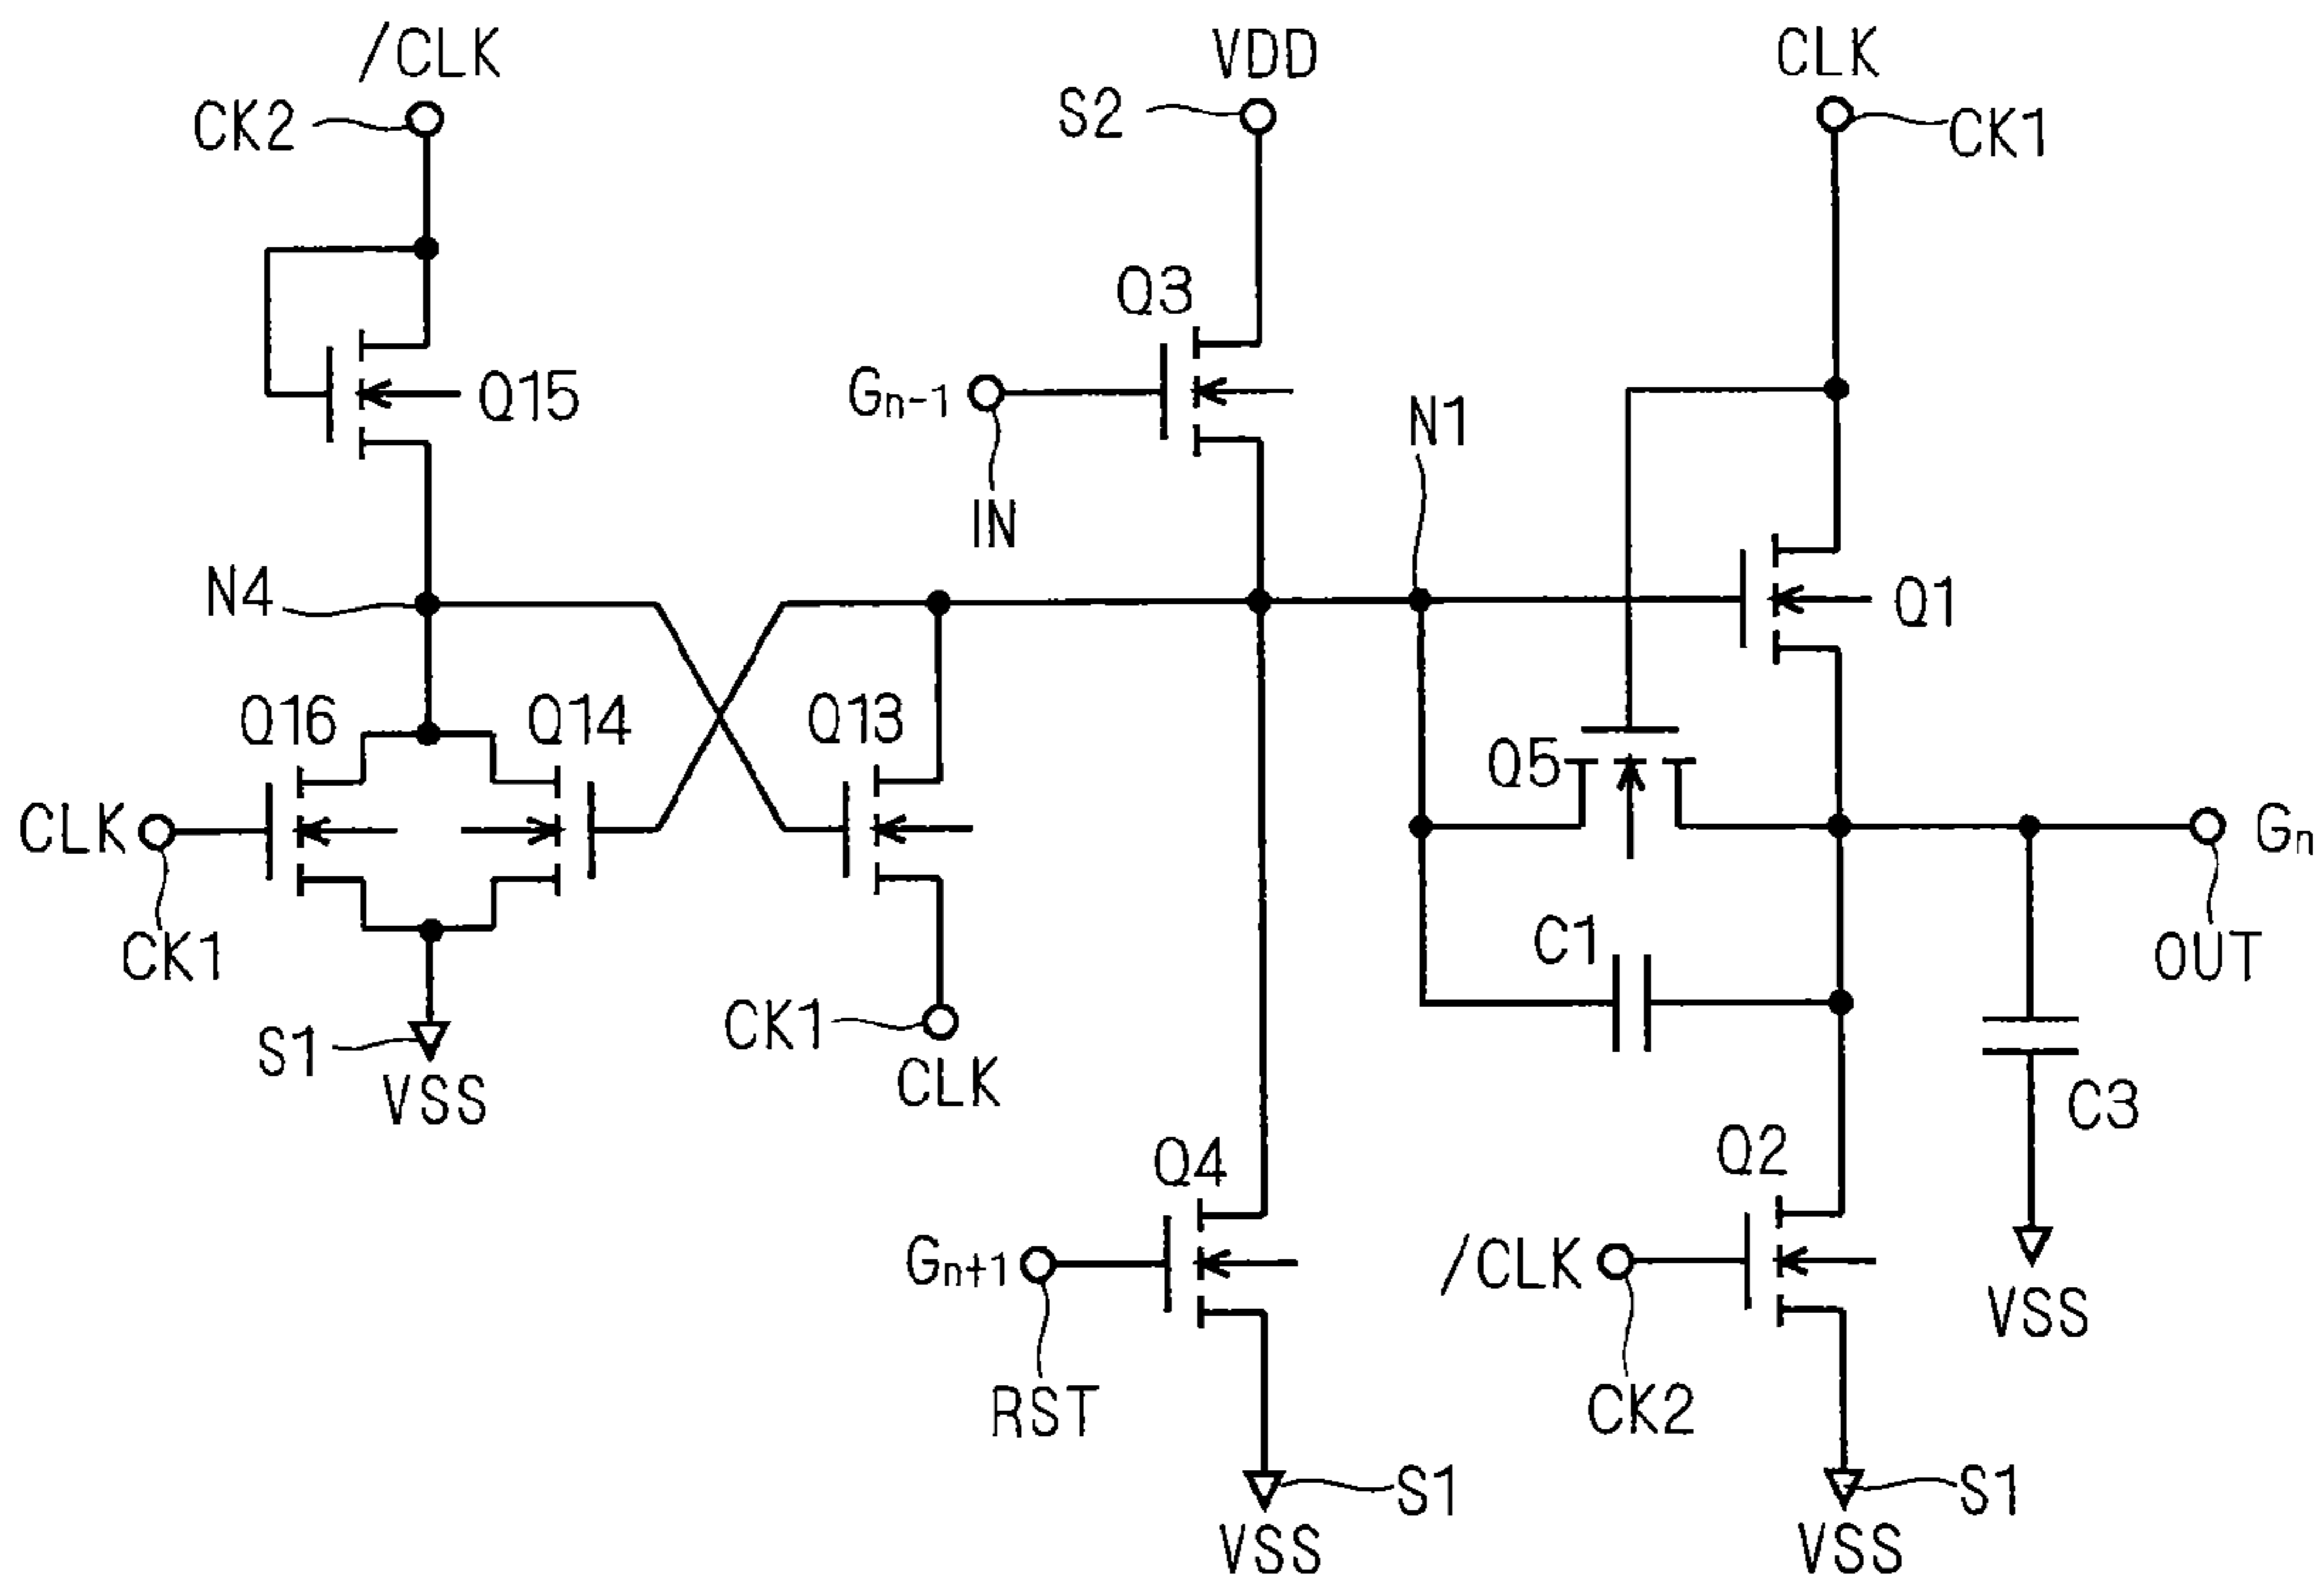 /CLK
VDD
CLK
CK2
S2
CK1
Q3
Q15
Gn-1
N1
IN
N4
Q1
Q16
Q14
Q13
Q5
CLK
Gn
CK1
C1
OUT
CK1
S1
CLK
VSS
C3
Q4
Q2
Gn+1
/CLK
VSS
RST
CK2
S1
S1
VSS
VSS